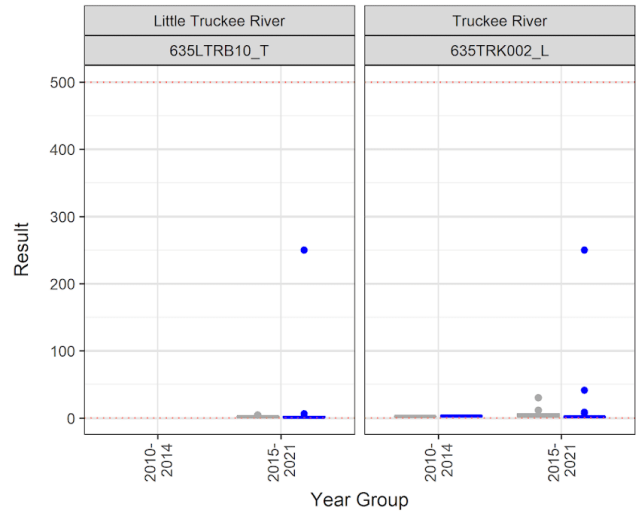 Little Truckee River
Truckee River
635LTRB10_T
635TRK002_L
500
400
300
200
100
0
Result
2010-
2014
2015-
2021
2010-
2014
2015-
2021
Year Group